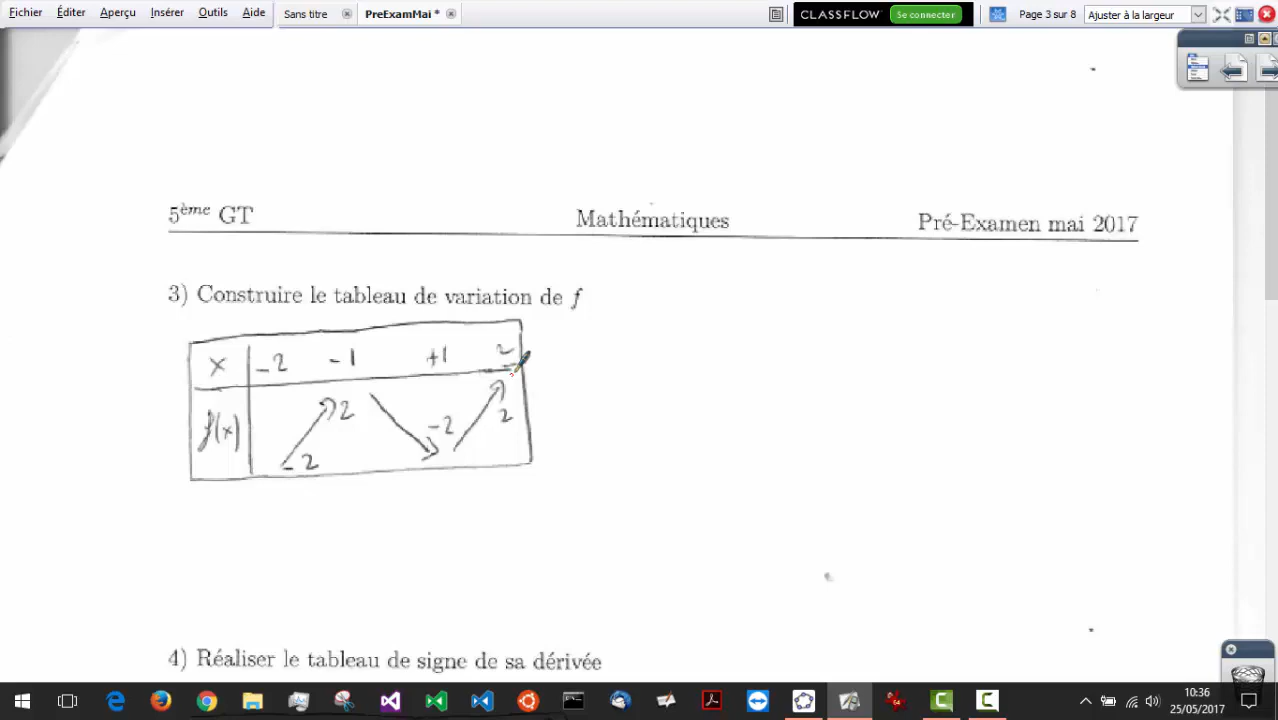 Fichier Éditer Aperçu Insérer Outils Aide Sans titre PreExamMai * CLASSFLOW Se connecter Page 3 sur 8 Ajuster à la largeur
5ème GT Mathématiques Pré-Examen mai 2017
3) Construire le tableau de variation de f
x -2 -1 +1 2
f(x) -2 2 -2 2
4) Réaliser le tableau de signe de sa dérivée
64
10:36
25/05/2017